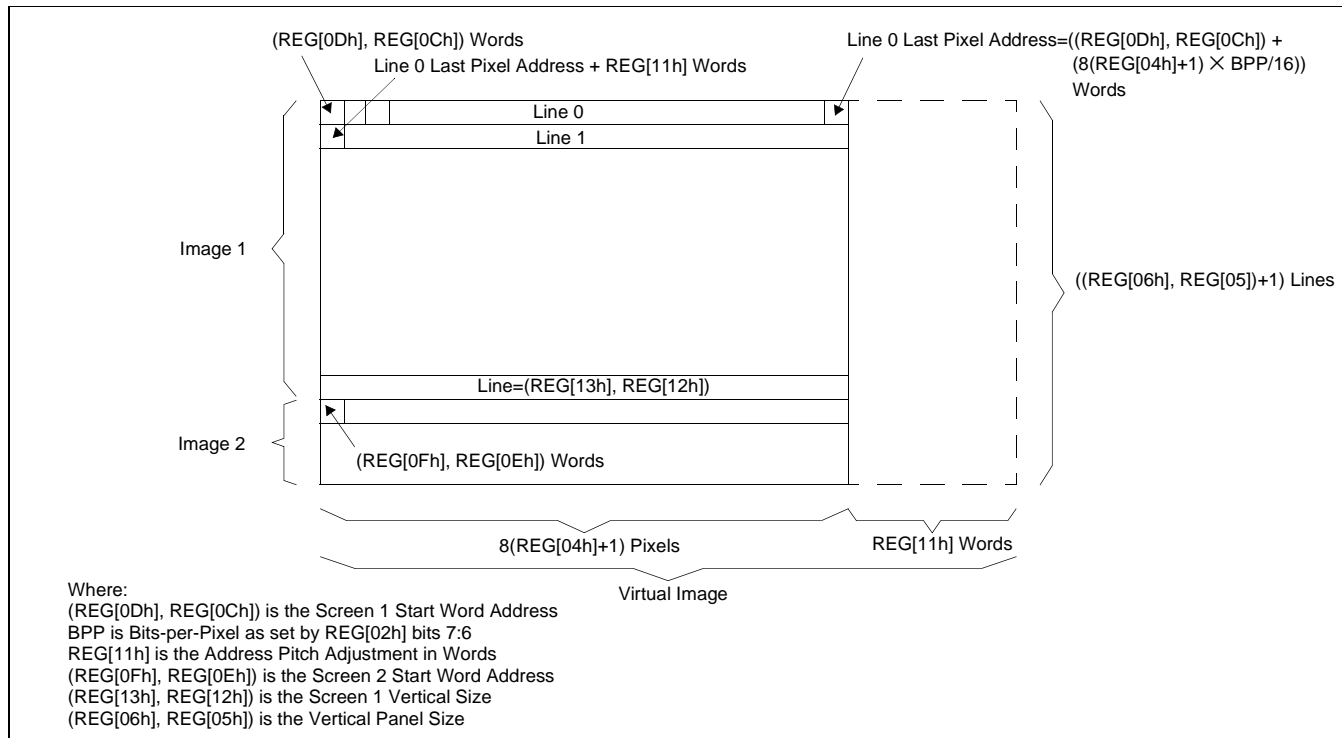 (REG[0Dh], REG[0Ch]) Words
Line 0 Last Pixel Address + REG[11h] Words
Line 0 Last Pixel Address=((REG[0Dh], REG[0Ch]) +
(8(REG[04h]+1) × BPP/16))
Words
Line 0
Line 1
Image 1
((REG[06h], REG[05])+1) Lines
Line=(REG[13h], REG[12h])
Image 2
(REG[0Fh], REG[0Eh]) Words
8(REG[04h]+1) Pixels
REG[11h] Words
Virtual Image
Where:
(REG[0Dh], REG[0Ch]) is the Screen 1 Start Word Address
BPP is Bits-per-Pixel as set by REG[02h] bits 7:6
REG[11h] is the Address Pitch Adjustment in Words
(REG[0Fh], REG[0Eh]) is the Screen 2 Start Word Address
(REG[13h], REG[12h]) is the Screen 1 Vertical Size
(REG[06h], REG[05h]) is the Vertical Panel Size